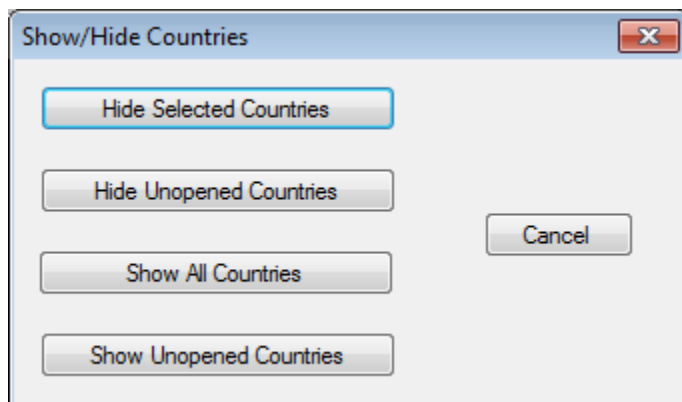 Show/Hide Countries
Hide Selected Countries
Hide Unopened Countries
Cancel
Show All Countries
Show Unopened Countries